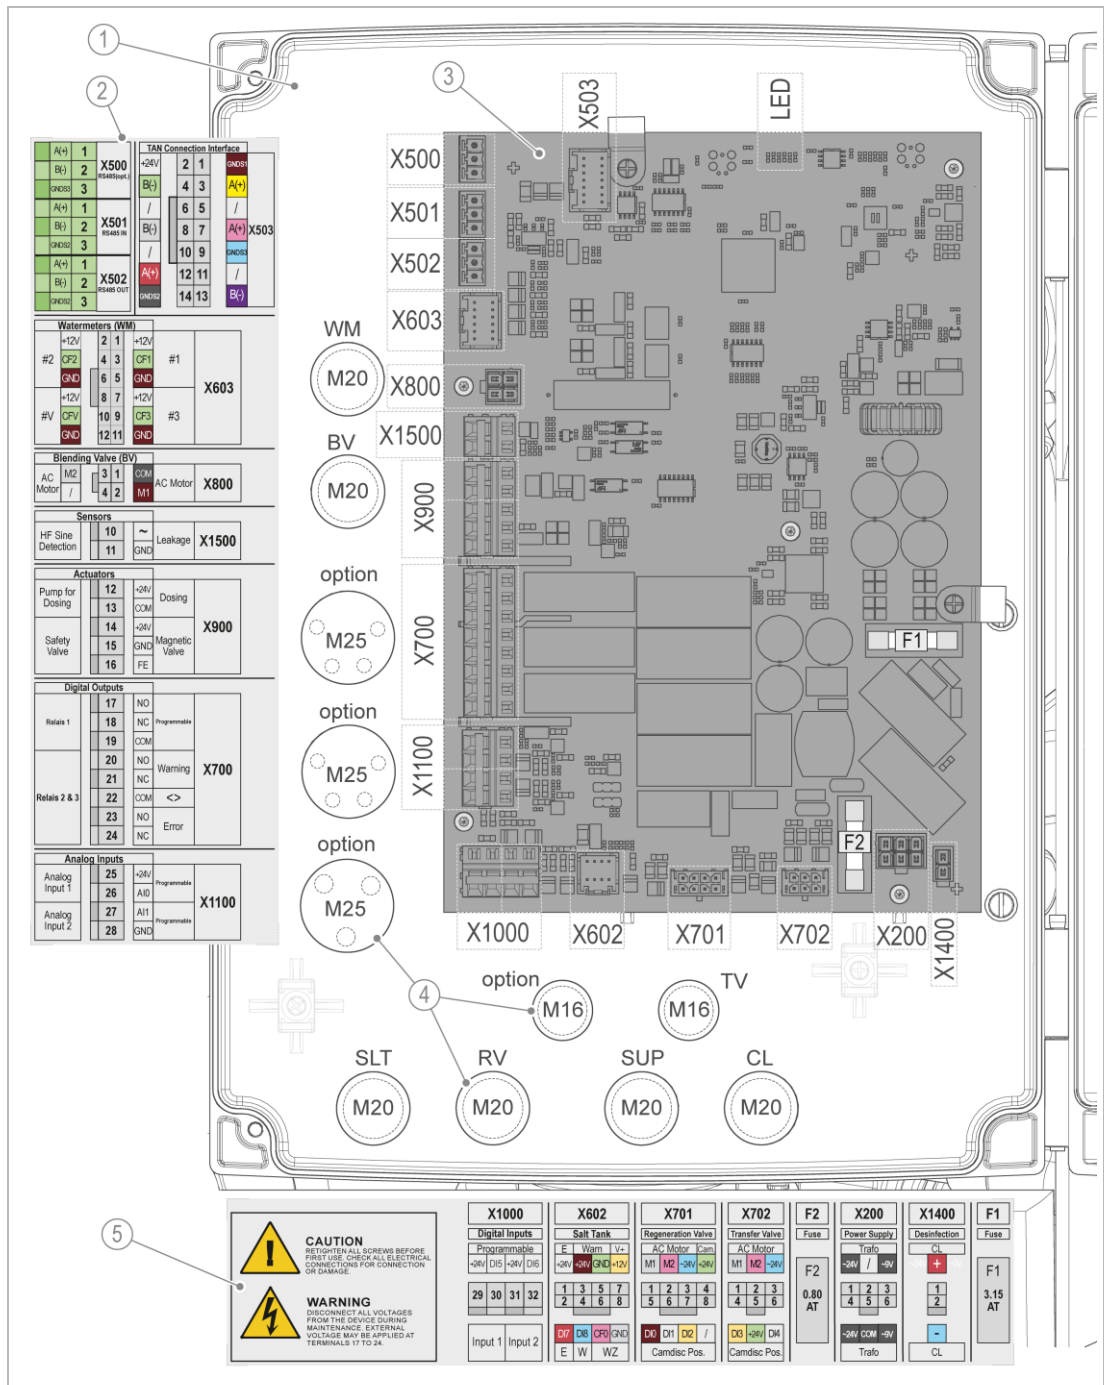 1
2
3
X503
LED
X500
X501
X502
X603
WM
M20
X800
X1500
BV
M20
X900
option
M25
X700
F1
option
M25
X1100
F2
option
M25
X1000
X602
X701
X702
X200
X1400
4
option
M16
TV
M16
SLT
M20
RV
M20
SUP
M20
CL
M20
5
A(+) 1
B(-) 2
GNDS3 3
X500
RS485(opt.)
A(+) 1
B(-) 2
GNDS2 3
X501
RS485 IN
A(+) 1
B(-) 2
GNDS2 3
X502
RS485 OUT
TAN Connection Interface
+24V 2 1 GNDS1
B(-) 4 3 A(+)
/ 6 5 /
B(-) 8 7 A(+) X503
/ 10 9 GNDS3
A(+) 12 11 /
GNDS2 14 13 B(-)
Watermeters (WM)
+12V 2 1 +12V
#2 CF2 4 3 CF1 #1
GND 6 5 GND
X603
+12V 8 7 +12V
#V CFV 10 9 CF3 #3
GND 12 11 GND
Blending Valve (BV)
AC Motor M2 3 1 COM AC Motor X800
/ 4 2 M1
Sensors
HF Sine Detection 10 ~ Leakage X1500
11 GND
Actuators
Pump for Dosing 12 +24V Dosing
13 COM
X900
Safety Valve 14 +24V Magnetic Valve
15 GND
16 FE
Digital Outputs
17 NO
Relais 1 18 NC Programmable
19 COM
20 NO Warning
21 NC
X700
Relais 2 & 3 22 COM <>
23 NO Error
24 NC
Analog Inputs
Analog Input 1 25 +24V Programmable
26 AI0
X1100
Analog Input 2 27 AI1 Programmable
28 GND
CAUTION
RETIGHTEN ALL SCREWS BEFORE
FIRST USE. CHECK ALL ELECTRICAL
CONNECTIONS FOR CONNECTION
OR DAMAGE.
WARNING
DISCONNECT ALL VOLTAGES
FROM THE DEVICE DURING
MAINTENANCE. EXTERNAL
VOLTAGE MAY BE APPLIED AT
TERMINALS 17 TO 24.
X1000
Digital Inputs
Programmable
+24V DI5 +24V DI6
29 30 31 32
Input 1 Input 2
X602
Salt Tank
E Warn V+
+24V +24V GND +12V
1 3 5 7
2 4 6 8
DI7 DI8 CF0 GND
E W WZ
X701
Regeneration Valve
AC Motor Cam.
M1 M2 ~24V +24V
1 2 3 4
5 6 7 8
DI0 DI1 DI2 /
Camdisc Pos.
X702
Transfer Valve
AC Motor
M1 M2 ~24V
1 2 3
4 5 6
DI3 +24V DI4
Camdisc Pos.
F2
Fuse
F2
0.80
AT
X200
Power Supply
Trafo
~24V / ~9V
1 2 3
4 5 6
~24V COM ~9V
Trafo
X1400
Desinfection
CL
+
1
2
-
CL
F1
Fuse
F1
3.15
AT